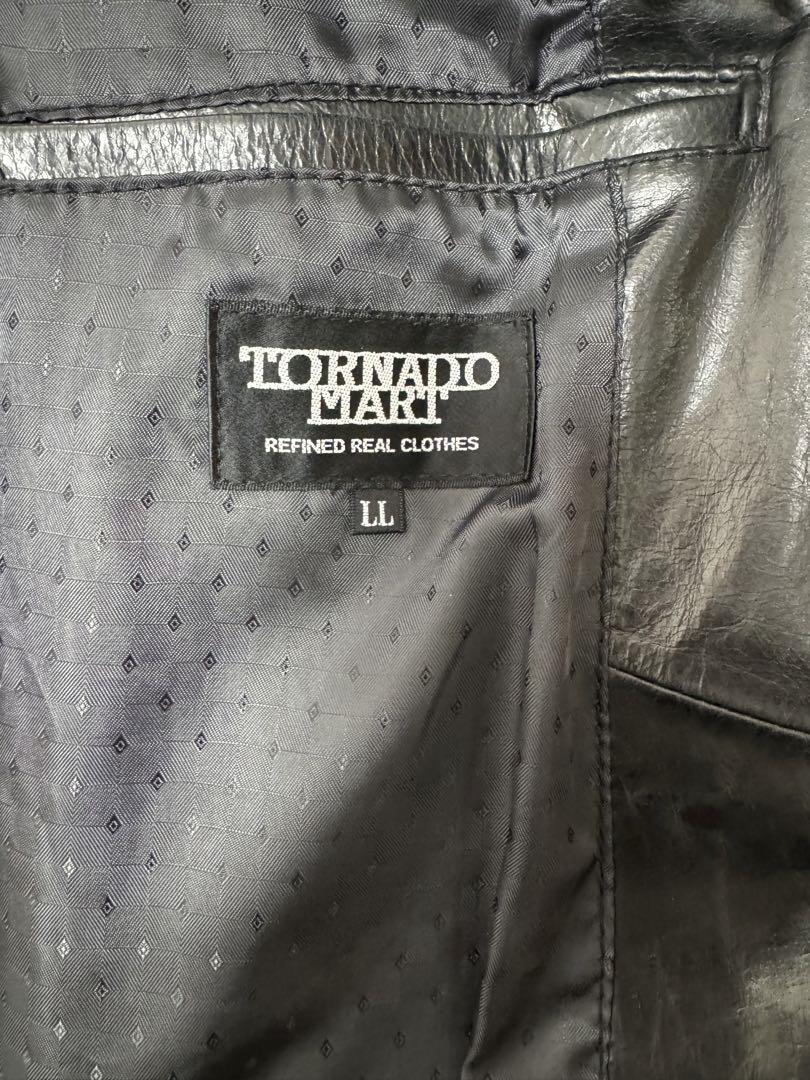 TORNADO
MART
REFINED REAL CLOTHES
LL